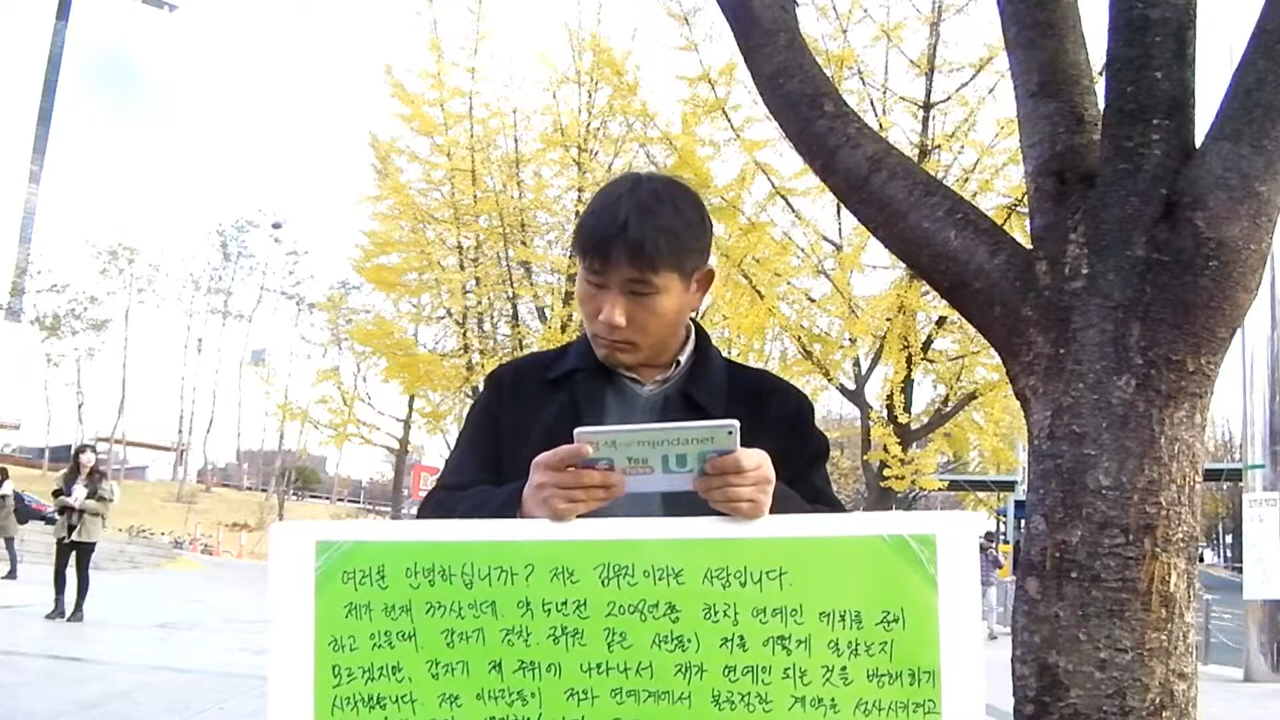 검색 mjindanet
You
Tube
여러분 안녕하십니까? 저는 김우진이라는 사람입니다.
제가 현재 33살인데. 약 5년전 2008년쯤 한창 연예인 데뷔를 준비
하고 있을때. 갑자기 경찰. 공무원 같은 사람들이 저를 어떻게 알았는지
모르겠지만, 갑자기 제 주위에 나타나서 재가 연예인 되는 것을 방해하기
시작했습니다. 저는 이사람들이 저와 연예계에서 불공정한 계약을 성사시키려고